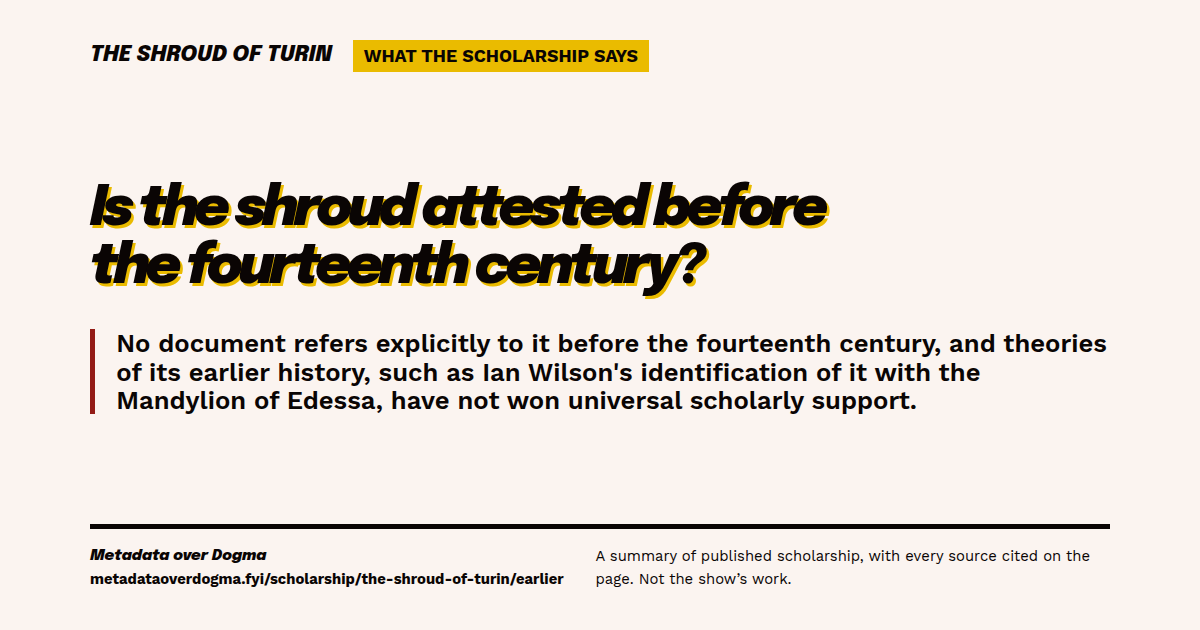 THE SHROUD OF TURIN
WHAT THE SCHOLARSHIP SAYS
Is the shroud attested before
the fourteenth century?
No document refers explicitly to it before the fourteenth century, and theories
of its earlier history, such as Ian Wilson's identification of it with the
Mandylion of Edessa, have not won universal scholarly support.
Metadata over Dogma
metadataoverdogma.fyi/scholarship/the-shroud-of-turin/earlier
A summary of published scholarship, with every source cited on the
page. Not the show’s work.